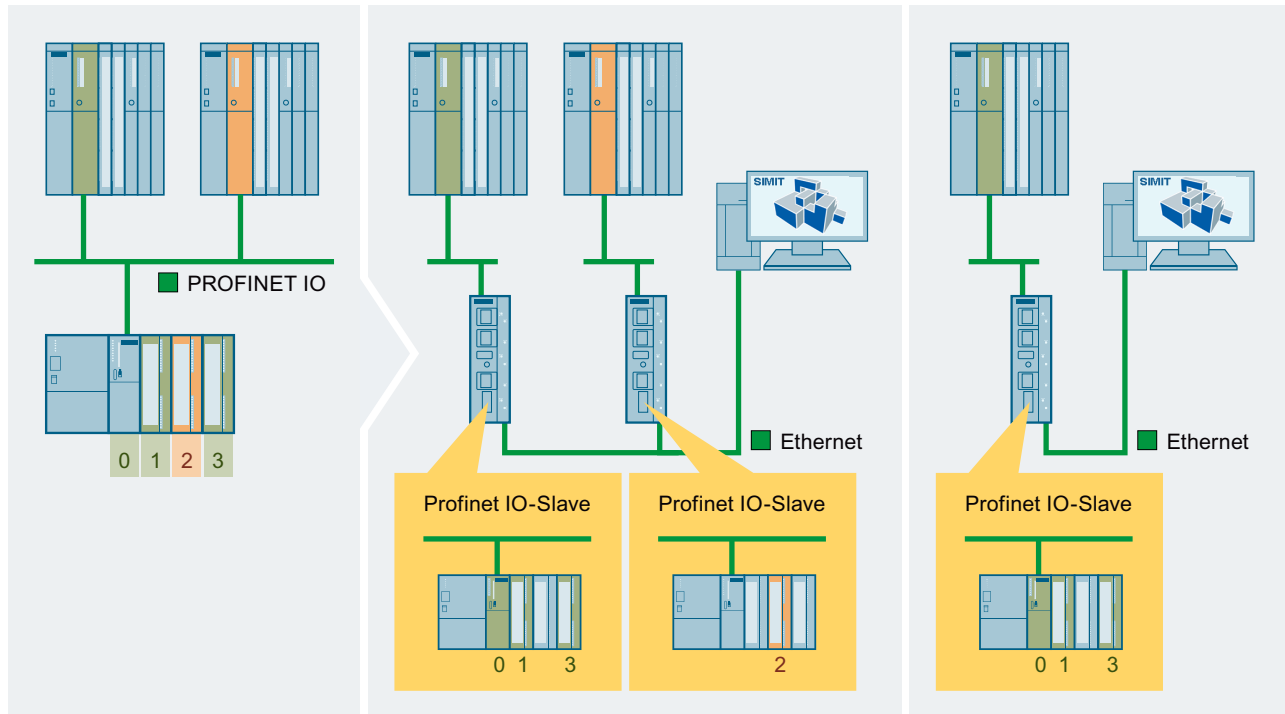 PROFINET IO
0 1 2 3
SIMIT
Ethernet
Profinet IO-Slave
0 1 3
Profinet IO-Slave
2
SIMIT
Ethernet
Profinet IO-Slave
0 1 3